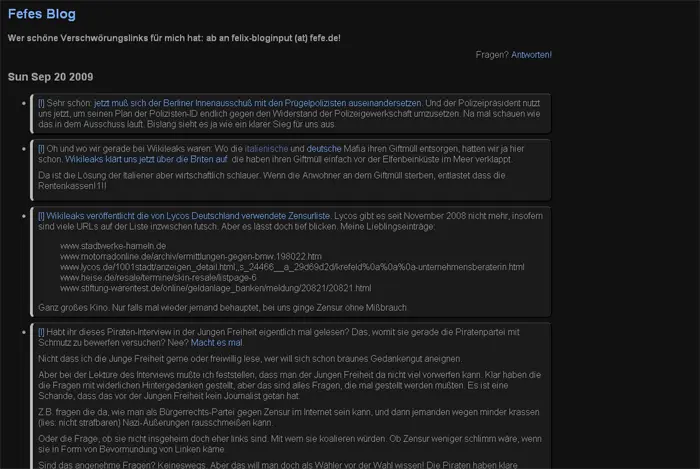 Fefes Blog
Wer schöne Verschwörungslinks für mich hat: ab an felix-bloginput (at) fefe.de!
Fragen? Antworten!
Sun Sep 20 2009
[l] Sehr schön: jetzt muß sich der Berliner Innenausschuß mit den Prügelpolizisten auseinandersetzen. Und der Polizeipräsident nutzt
uns jetzt, um seinen Plan der Polizisten-ID endlich gegen den Widerstand der Polizeigewerkschaft umzusetzen. Na mal schauen wie
das in dem Ausschuss läuft. Bislang sieht es ja wie ein klarer Sieg für uns aus.
[l] Oh und wo wir gerade bei Wikileaks waren: Wo die italienische und deutsche Mafia ihren Giftmüll entsorgen, hatten wir ja hier
schon. Wikileaks klärt uns jetzt über die Briten auf: die haben ihren Giftmüll einfach vor der Elfenbeinküste im Meer verklappt.
Da ist die Lösung der Italiener aber wirtschaftlich schlauer. Wenn die Anwohner an dem Giftmüll sterben, entlastet das die
Rentenkassen!1!!
[l] Wikileaks veröffentlicht die von Lycos Deutschland verwendete Zensurliste. Lycos gibt es seit November 2008 nicht mehr, insofern
sind viele URLs auf der Liste inzwischen futsch. Aber es lässt doch tief blicken. Meine Lieblingseinträge:
www.stadtwerke-hameln.de
www.motorradonline.de/archiv/ermittlungen-gegen-bmw.198022.htm
www.lycos.de/1001stadt/anzeigen_detail.html,,s_24466__a_29d69d2d/krefeld%0a%0a%0a-unternehmensberaterin.html
www.heise.de/resale/termine/skin-resale/listpage-6
www.stiftung-warentest.de/online/geldanlage_banken/meldung/20821/20821.html
Ganz großes Kino. Nur falls mal wieder jemand behauptet, bei uns ginge Zensur ohne Mißbrauch.
[l] Habt ihr dieses Piraten-Interview in der Jungen Freiheit eigentlich mal gelesen? Das, womit sie gerade die Piratenpartei mit
Schmutz zu bewerfen versuchen? Nee? Macht es mal.
Nicht dass ich die Junge Freiheit gerne oder freiwillig lese, wer will sich schon braunes Gedankengut aneignen.
Aber bei der Lektüre des Interviews mußte ich feststellen, dass man der Jungen Freiheit da nicht viel vorwerfen kann. Klar haben die
die Fragen mit widerlichen Hintergedanken gestellt, aber das sind alles Fragen, die mal gestellt werden mußten. Es ist eine
Schande, dass das vor der Jungen Freiheit kein Journalist getan hat.
Z.B. fragen die da, wie man als Bürgerrechts-Partei gegen Zensur im Internet sein kann, und dann jemanden wegen minder krassen
(lies: nicht strafbaren) Nazi-Äußerungen rausschmeißen kann.
Oder die Frage, ob sie nicht insgeheim doch eher links sind. Mit wem sie koalieren würden. Ob Zensur weniger schlimm wäre, wenn
sie in Form von Bevormundung von Linken käme.
Sind das angenehme Fragen? Keineswegs. Aber das will man doch als Wähler vor der Wahl wissen! Die Piraten haben klare